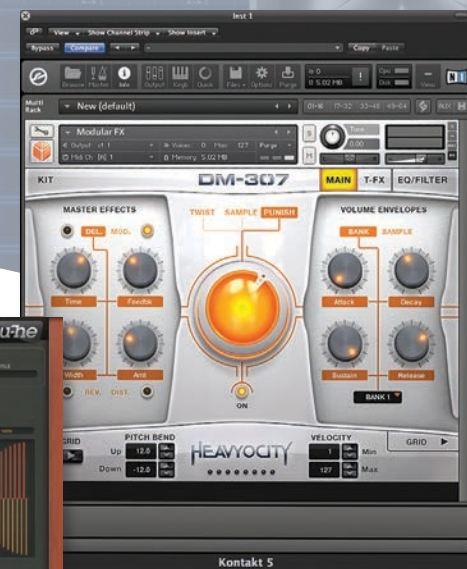 Inst 1
View Show Channel Strip Show Insert
Bypass Compare Copy Paste
Browse Master Info Outputs Keyb Quick Files Options Purge View
Multi Rack New (default) 01-16 17-32 33-48 49-64 AUX
Modular FX
Output st. 1 Voices: 0 Max 127 Purge
Midi Ch: [A] 1 Memory: 5.02 MB
S M Tune 0.00
KIT DM-307 MAIN T-FX EQ/FILTER
MASTER EFFECTS TWIST SAMPLE PUNISH VOLUME ENVELOPES
DEL. MOD. BANK SAMPLE
Time Feedbk Attack Decay
Width Amt Sustain Release
REV. DIST. ON BANK 1
GRID PITCH BEND VELOCITY GRID
Up 12.0 HEAVYOCITY 1 Min
Down -12.0 127 Max
Kontakt 5
u-he